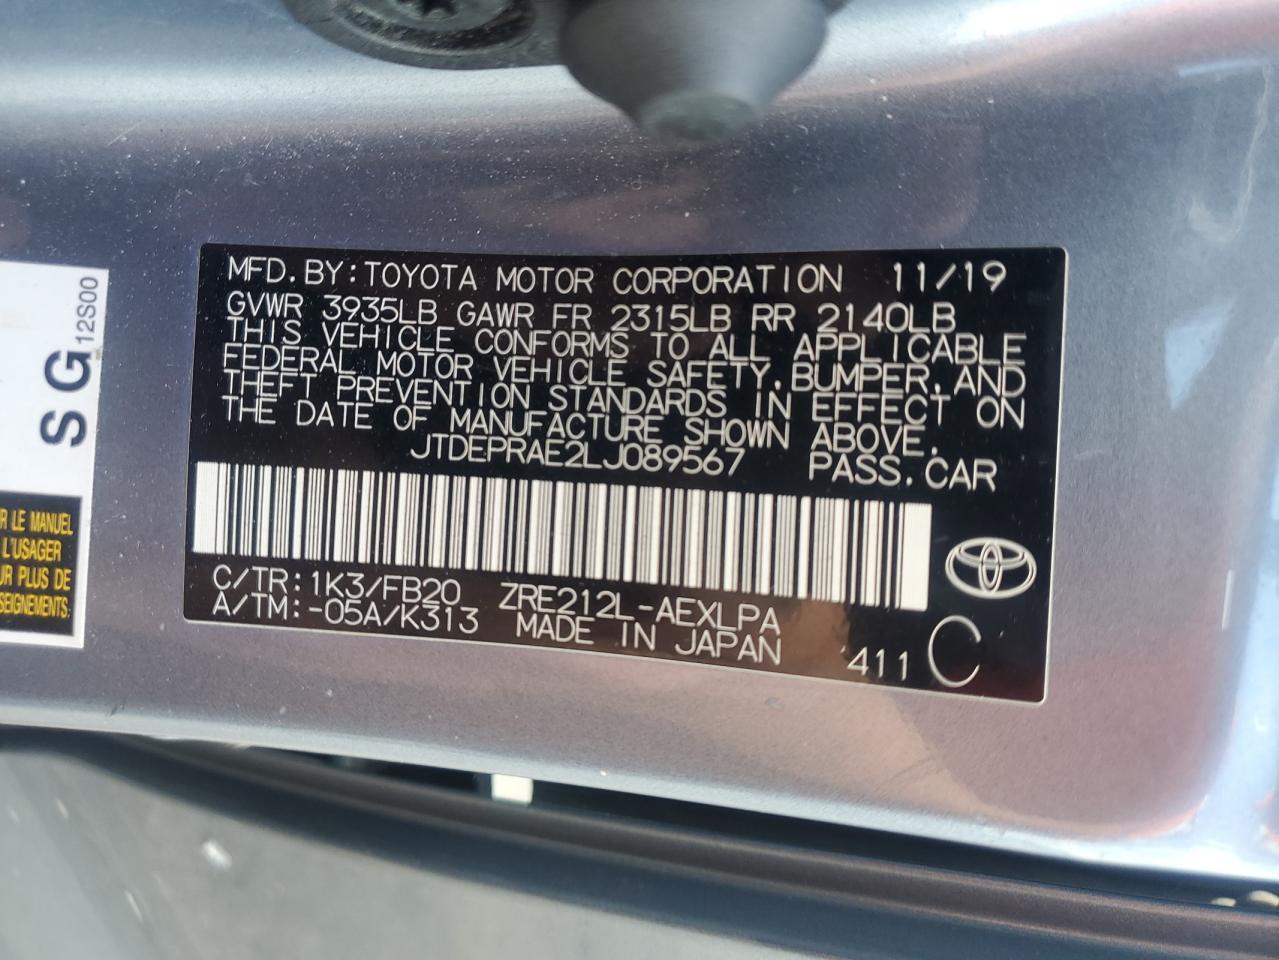 MFD. BY: TOYOTA MOTOR CORPORATION 11/19
GVWR 3935LB GAWR FR 2315LB RR 2140LB
THIS VEHICLE CONFORMS TO ALL APPLICABLE
FEDERAL MOTOR VEHICLE SAFETY, BUMPER, AND
THEFT PREVENTION STANDARDS IN EFFECT ON
THE DATE OF MANUFACTURE SHOWN ABOVE.
JTDEPRAE2LJ089567 PASS. CAR
C/TR: 1K3/FB20 ZRE212L-AEXLPA
A/TM: -05A/K313 MADE IN JAPAN 411 C
SG
12S00
R LE MANUEL
L'USAGER
UR PLUS DE
SEIGNEMENTS.